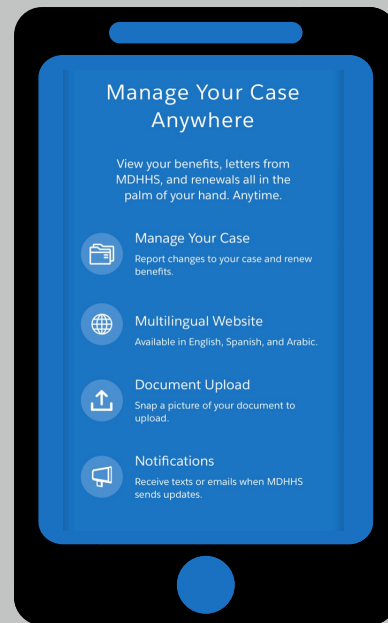 Manage Your Case
Anywhere
View your benefits, letters from
MDHHS, and renewals all in the
palm of your hand. Anytime.
Manage Your Case
Report changes to your case and renew
benefits.
Multilingual Website
Available in English, Spanish, and Arabic.
Document Upload
Snap a picture of your document to
upload.
Notifications
Receive texts or emails when MDHHS
sends updates.